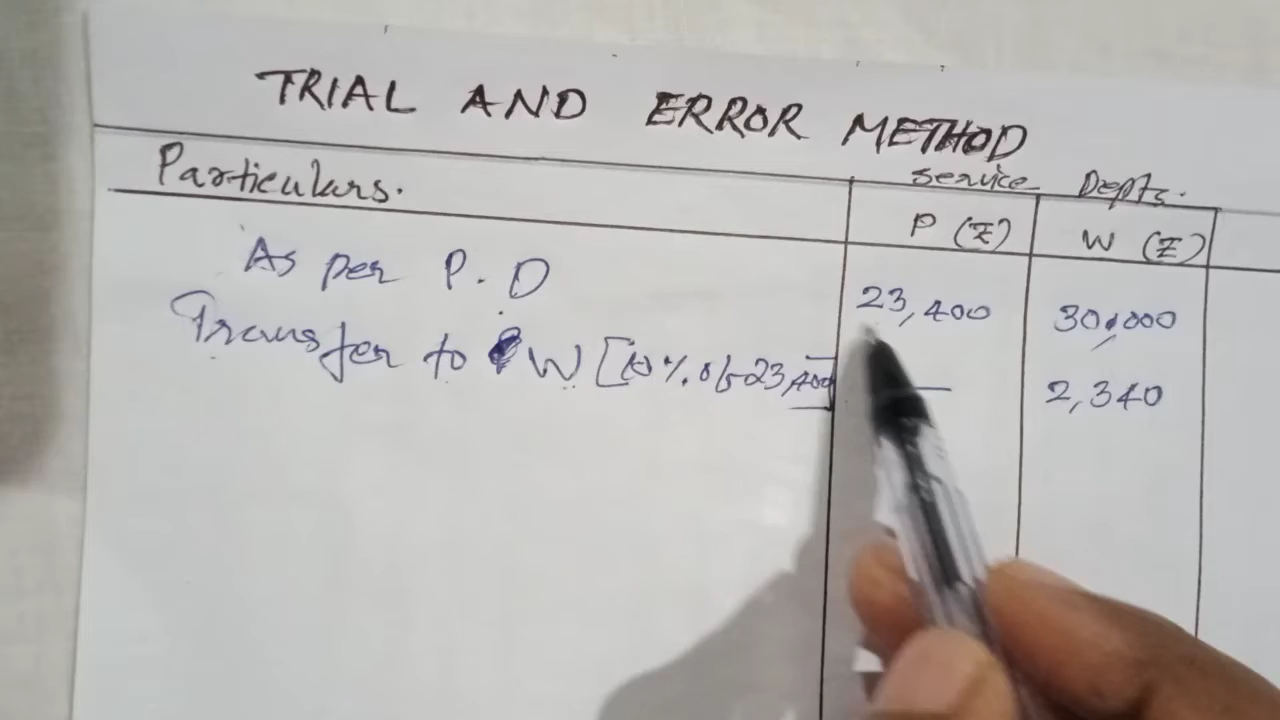 TRIAL AND ERROR METHOD
Particulars. Service Depts.
P (₹) W (₹)
As per P.D 23,400 30,000
Transfer to W [10% of 23,400] — 2,340